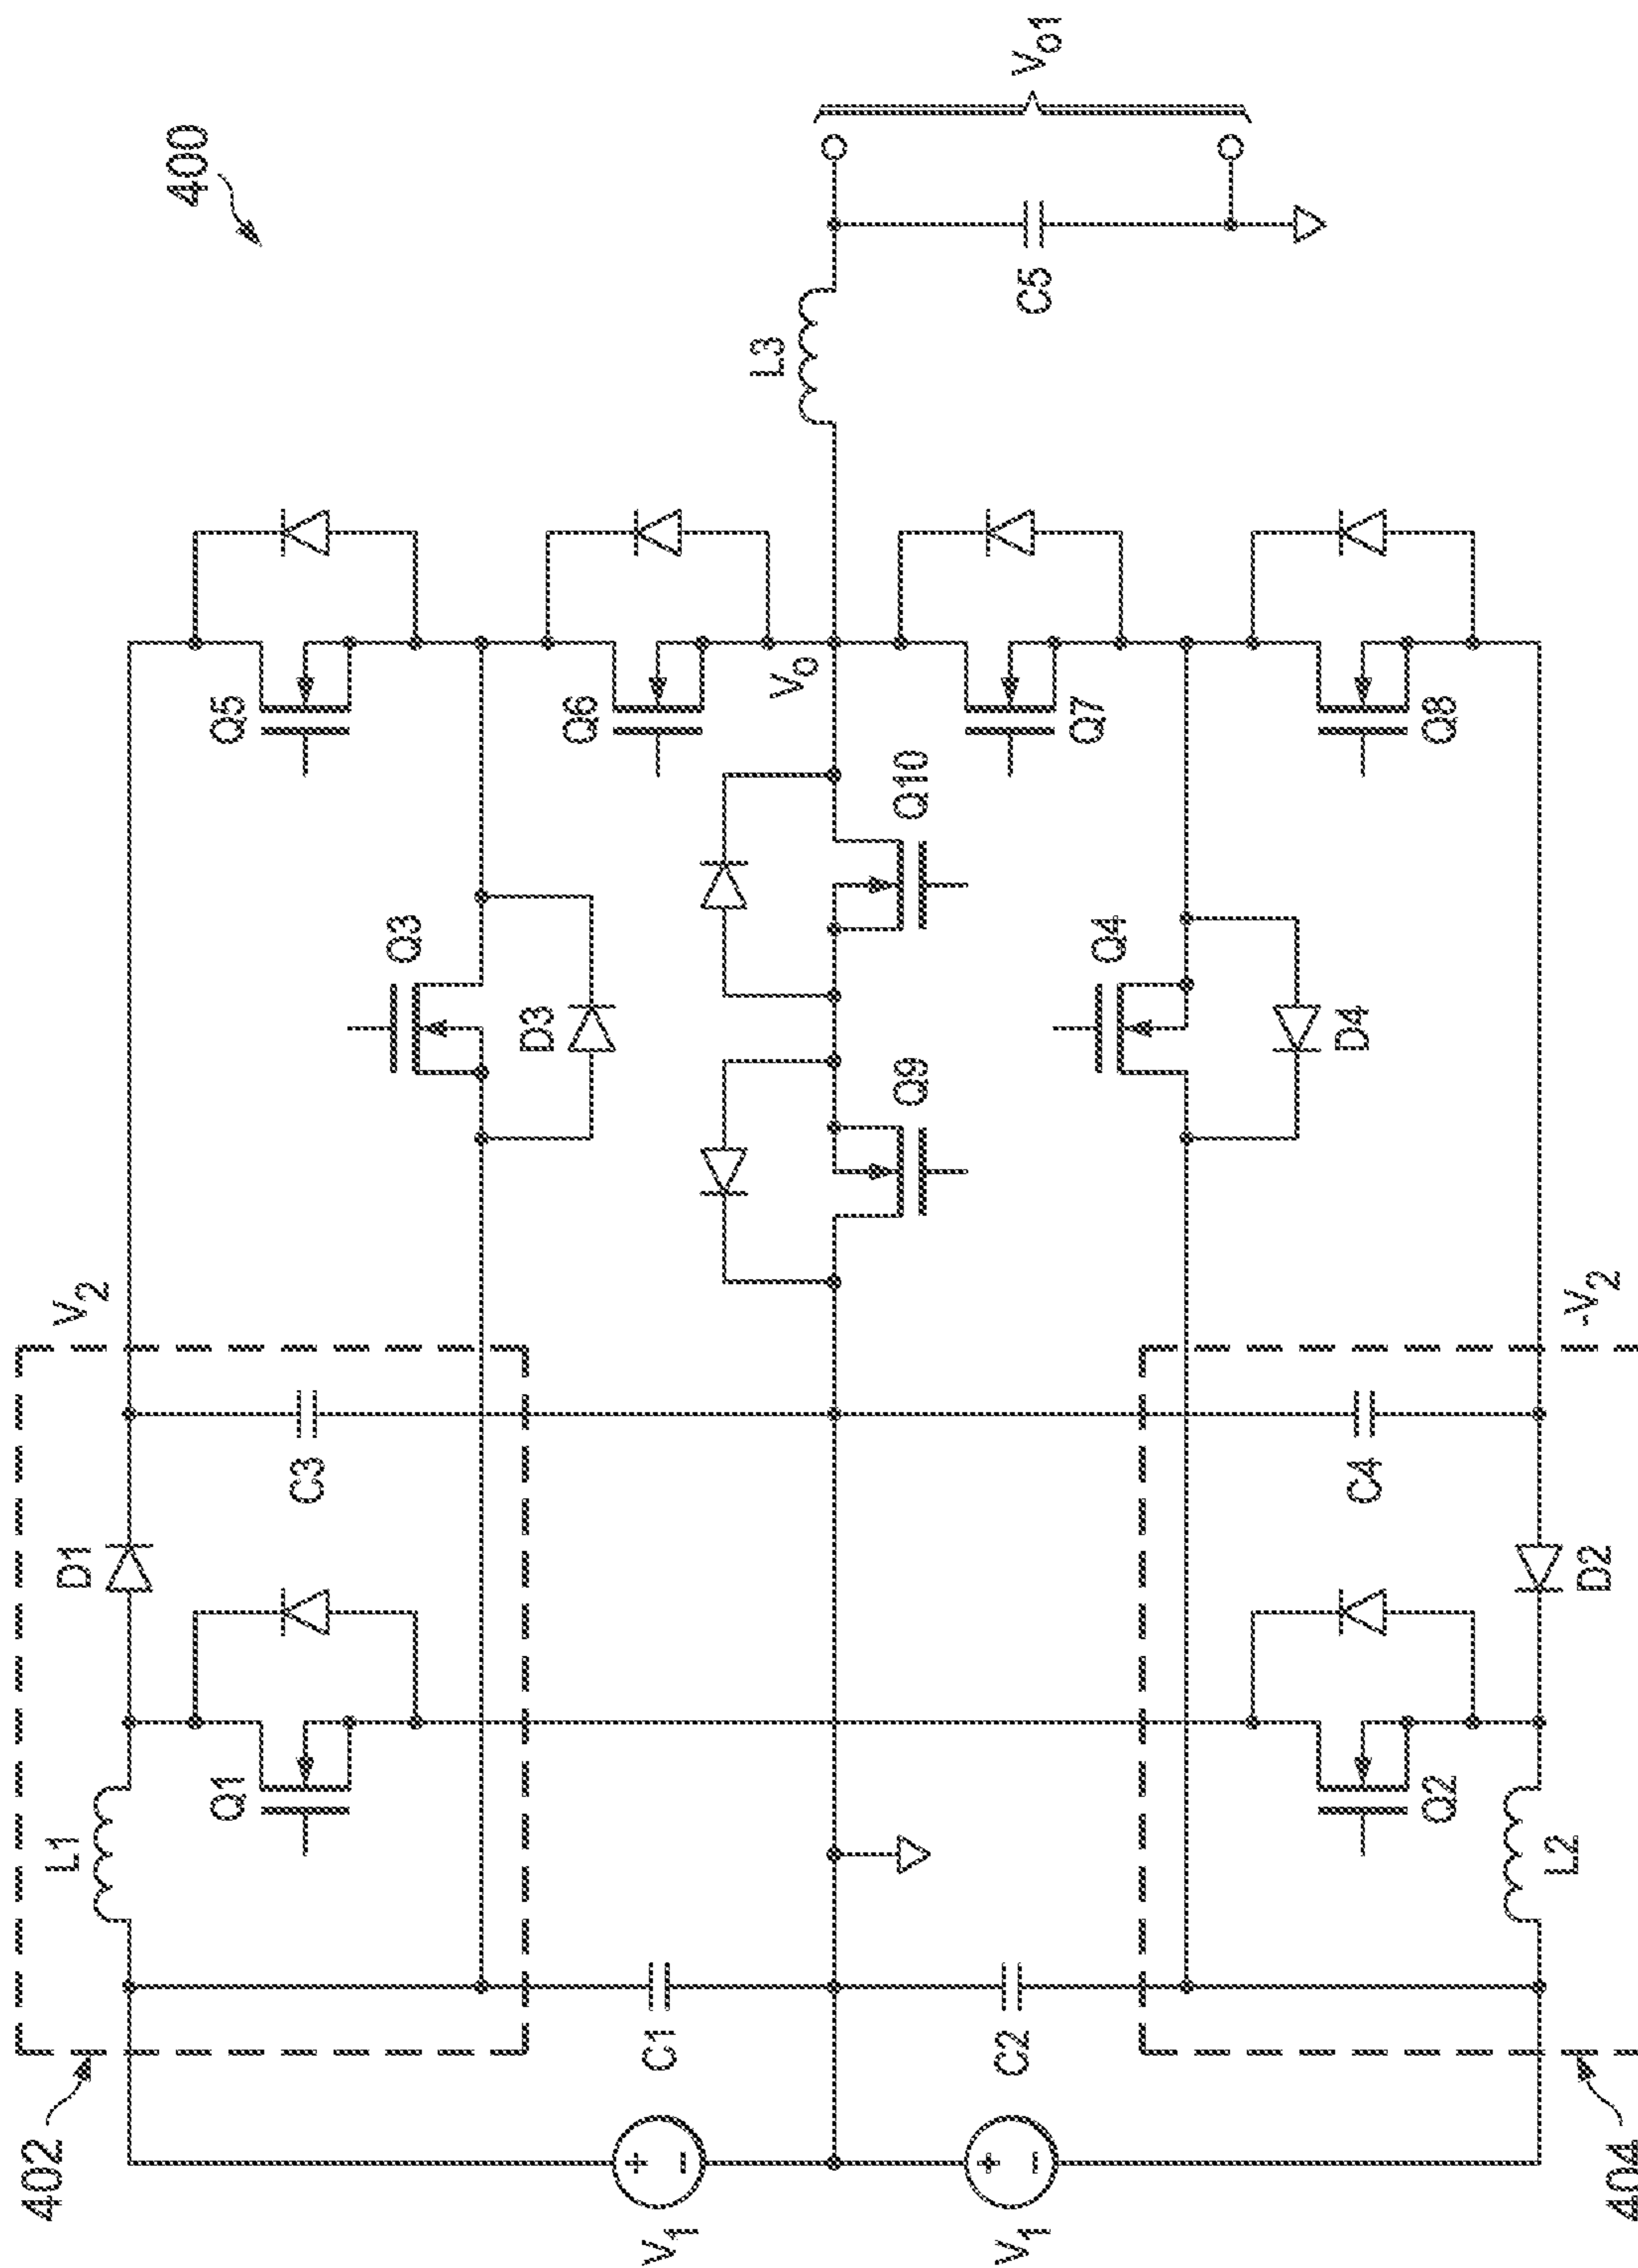 400
402
V2
L1
D1
Q1
C3
Q5
Q3
D3
Q6
Vo
L3
Vo1
V1
+
-
C1
Q9
Q10
C5
V1
+
-
C2
Q4
D4
Q7
Q2
C4
Q8
L2
D2
-V2
404